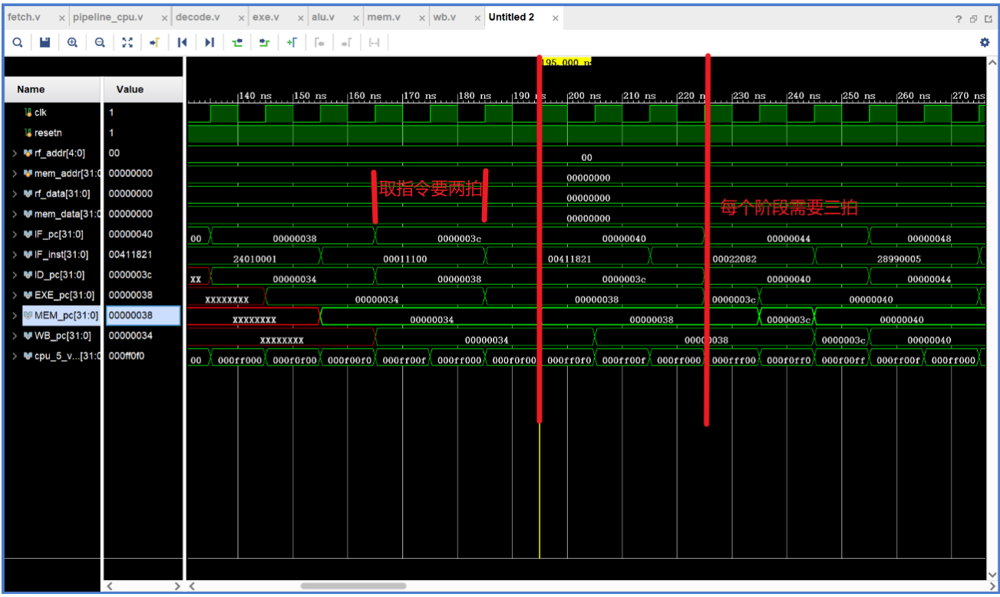 fetch.v × pipeline_cpu.v × decode.v × exe.v × alu.v × mem.v × wb.v × Untitled 2 ×
195.000 n
Name Value
140 ns 150 ns 160 ns 170 ns 180 ns 190 ns 200 ns 210 ns 220 n 230 ns 240 ns 250 ns 260 ns 270 ns
clk 1
resetn 1
rf_addr[4:0] 00 00
mem_addr[31:0 00000000 00000000
取指令要两拍
rf_data[31:0] 00000000 00000000
每个阶段需要三拍
mem_data[31:0 00000000 00000000
IF_pc[31:0] 00000040 00 00000038 0000003c 00000040 00000044 00000048
IF_inst[31:0] 00411821 24010001 00011100 00411821 00022082 28990005
ID_pc[31:0] 0000003c XX 00000034 00000038 0000003c 00000040 00000044
EXE_pc[31:0] 00000038 XXXXXXXX 00000034 00000038 0000003c 00000040
MEM_pc[31:0] 00000038 XXXXXXXX 00000034 00000038 0000003c 00000040
WB_pc[31:0] 00000034 XXXXXXXX 00000034 00000038 0000003c 00000040
cpu_5_v...[31:0 000ff0f0 00 000ff000 000f0f00 000f00f0 000ff00f 000ff000 000f0f00 000ff0f0 000ff00f 000ff000 000fff00 000f0ff0 000f00ff 000ff00f 000ff000